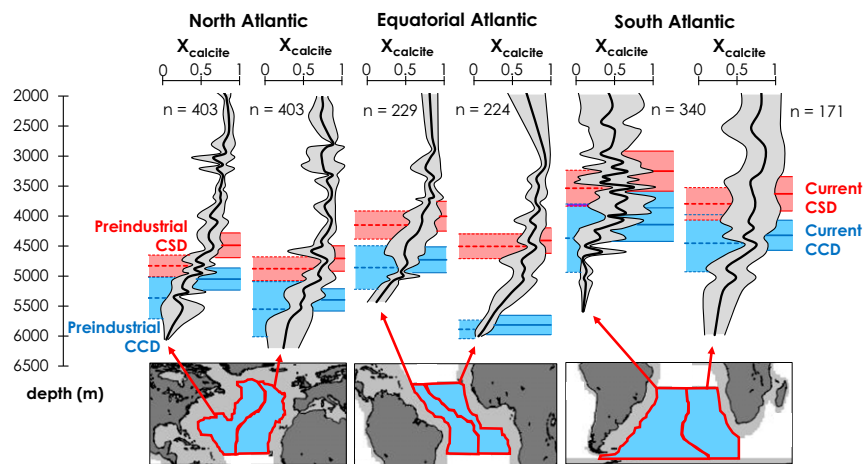 North Atlantic
Equatorial Atlantic
South Atlantic
Xcalcite
Xcalcite
Xcalcite
Xcalcite
Xcalcite
Xcalcite
0 0,5 1
0 0,5 1
0 0,5 1
0 0,5 1
0 0.5 1
0 0.5 1
2000
n = 403
n = 403
n = 229
n = 224
n = 340
n = 171
3000
3500
4000
4500
5000
5500
6000
6500
depth (m)
Preindustrial
CSD
Preindustrial
CCD
Current
CSD
Current
CCD